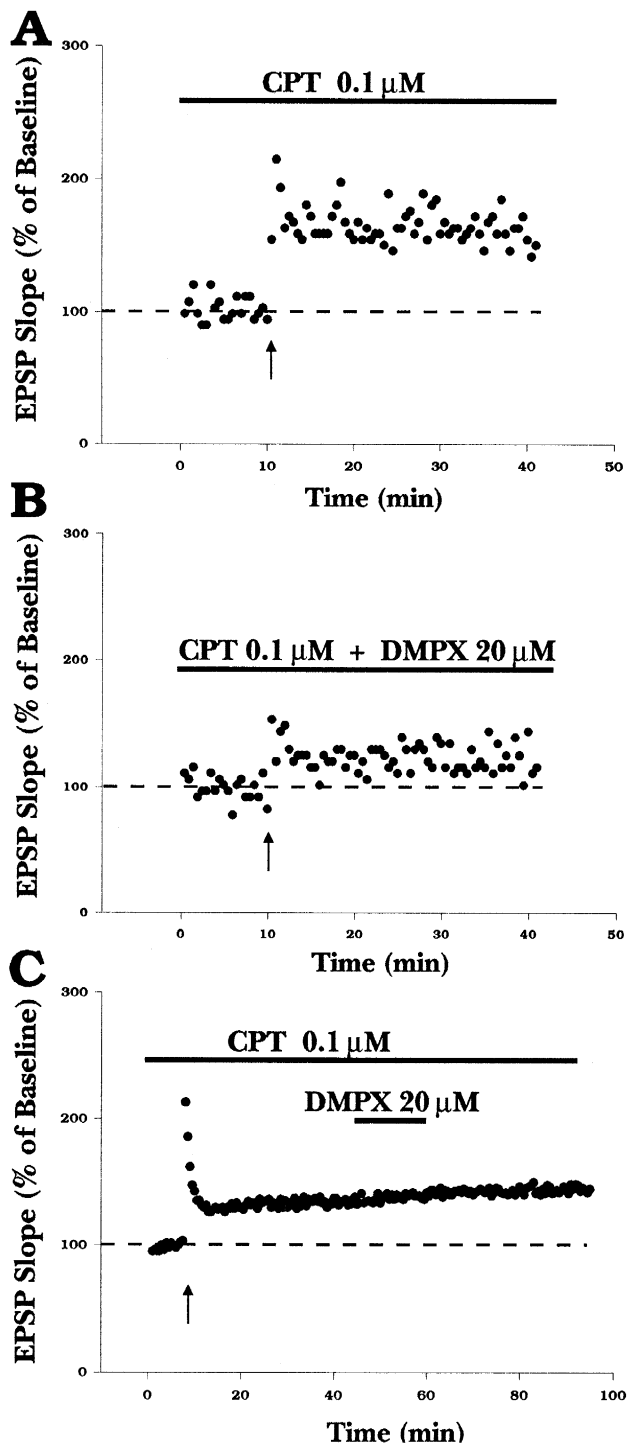 A
EPSP Slope (% of Baseline)
300
200
100
0
CPT 0.1 μM
0 10 20 30 40 50
Time (min)
B
EPSP Slope (% of Baseline)
300
200
100
0
CPT 0.1 μM + DMPX 20 μM
0 10 20 30 40 50
Time (min)
C
EPSP Slope (% of Baseline)
300
200
100
0
CPT 0.1 μM
DMPX 20 μM
0 20 40 60 80 100
Time (min)